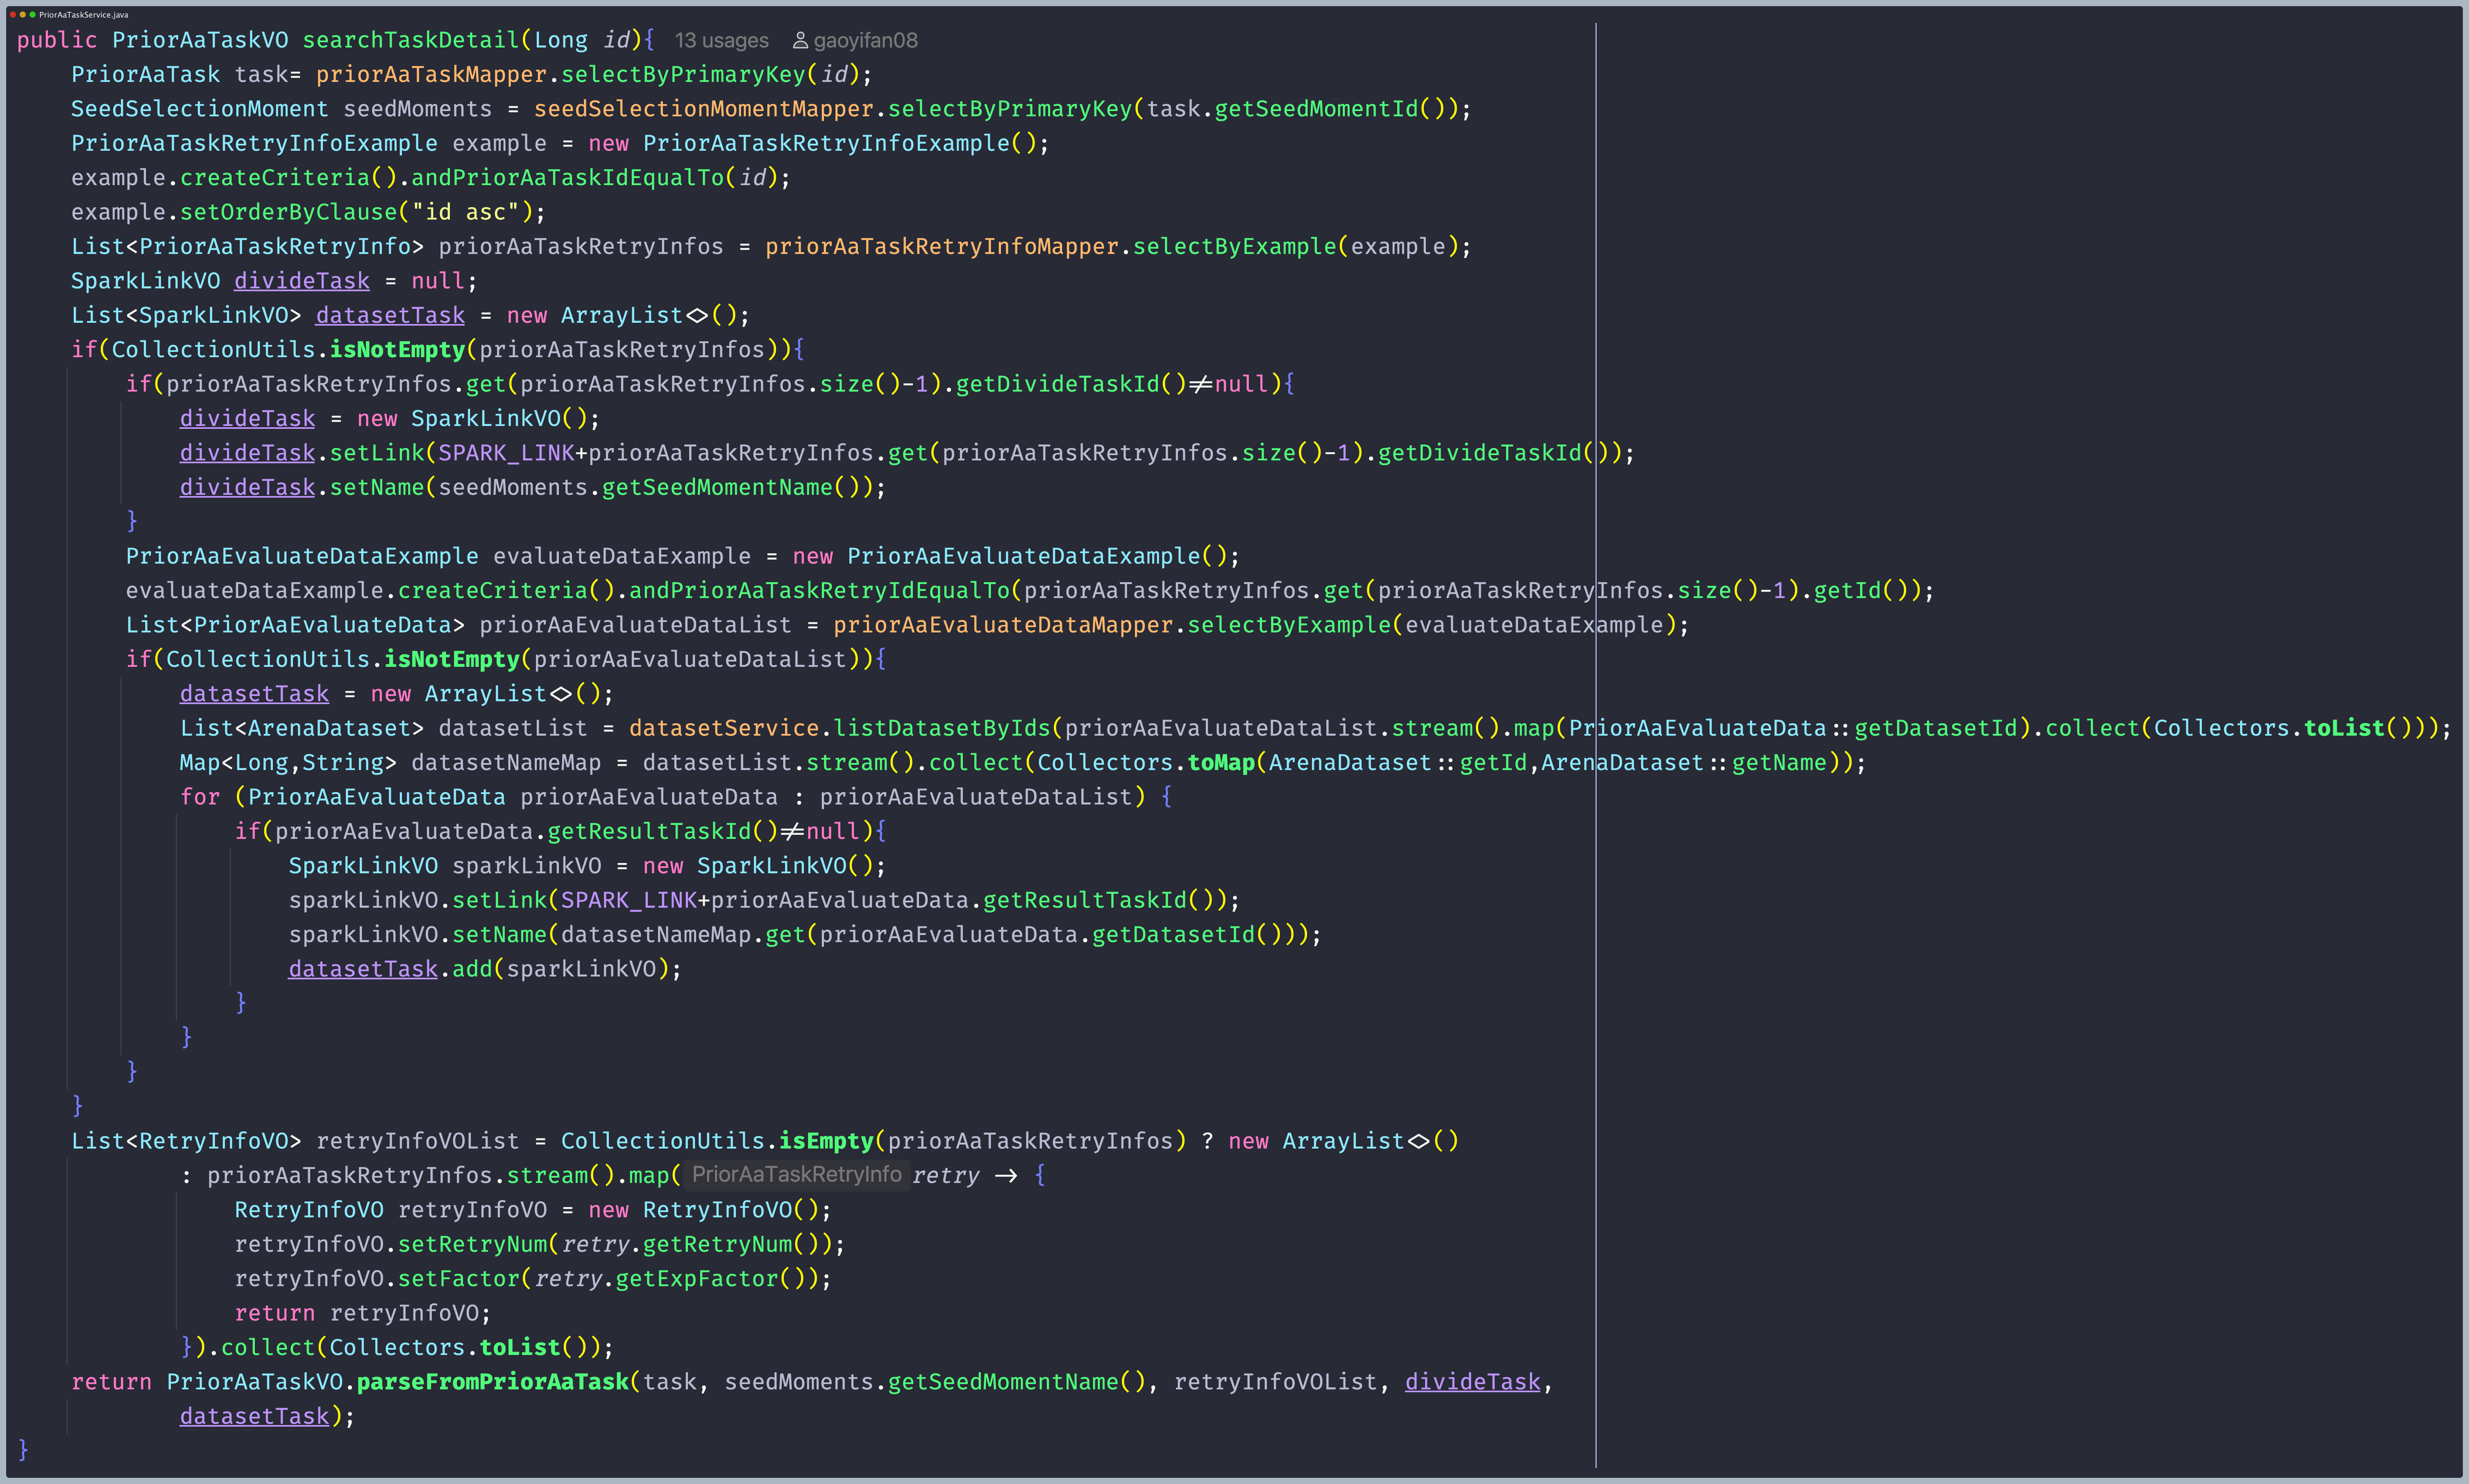 PriorAaTaskService.java
public PriorAaTaskVO searchTaskDetail(Long id){ 13 usages gaoyifan08
    PriorAaTask task= priorAaTaskMapper.selectByPrimaryKey(id);
    SeedSelectionMoment seedMoments = seedSelectionMomentMapper.selectByPrimaryKey(task.getSeedMomentId());
    PriorAaTaskRetryInfoExample example = new PriorAaTaskRetryInfoExample();
    example.createCriteria().andPriorAaTaskIdEqualTo(id);
    example.setOrderByClause("id asc");
    List<PriorAaTaskRetryInfo> priorAaTaskRetryInfos = priorAaTaskRetryInfoMapper.selectByExample(example);
    SparkLinkVO divideTask = null;
    List<SparkLinkVO> datasetTask = new ArrayList<>();
    if(CollectionUtils.isNotEmpty(priorAaTaskRetryInfos)){
        if(priorAaTaskRetryInfos.get(priorAaTaskRetryInfos.size()-1).getDivideTaskId()!=null){
            divideTask = new SparkLinkVO();
            divideTask.setLink(SPARK_LINK+priorAaTaskRetryInfos.get(priorAaTaskRetryInfos.size()-1).getDivideTaskId());
            divideTask.setName(seedMoments.getSeedMomentName());
        }
        PriorAaEvaluateDataExample evaluateDataExample = new PriorAaEvaluateDataExample();
        evaluateDataExample.createCriteria().andPriorAaTaskRetryIdEqualTo(priorAaTaskRetryInfos.get(priorAaTaskRetryInfos.size()-1).getId());
        List<PriorAaEvaluateData> priorAaEvaluateDataList = priorAaEvaluateDataMapper.selectByExample(evaluateDataExample);
        if(CollectionUtils.isNotEmpty(priorAaEvaluateDataList)){
            datasetTask = new ArrayList<>();
            List<ArenaDataset> datasetList = datasetService.listDatasetByIds(priorAaEvaluateDataList.stream().map(PriorAaEvaluateData::getDatasetId).collect(Collectors.toList()));
            Map<Long,String> datasetNameMap = datasetList.stream().collect(Collectors.toMap(ArenaDataset::getId,ArenaDataset::getName));
            for (PriorAaEvaluateData priorAaEvaluateData : priorAaEvaluateDataList) {
                if(priorAaEvaluateData.getResultTaskId()!=null){
                    SparkLinkVO sparkLinkVO = new SparkLinkVO();
                    sparkLinkVO.setLink(SPARK_LINK+priorAaEvaluateData.getResultTaskId());
                    sparkLinkVO.setName(datasetNameMap.get(priorAaEvaluateData.getDatasetId()));
                    datasetTask.add(sparkLinkVO);
                }
            }
        }
    }
    List<RetryInfoVO> retryInfoVOList = CollectionUtils.isEmpty(priorAaTaskRetryInfos) ? new ArrayList<>()
            : priorAaTaskRetryInfos.stream().map( PriorAaTaskRetryInfo retry -> {
                RetryInfoVO retryInfoVO = new RetryInfoVO();
                retryInfoVO.setRetryNum(retry.getRetryNum());
                retryInfoVO.setFactor(retry.getExpFactor());
                return retryInfoVO;
            }).collect(Collectors.toList());
    return PriorAaTaskVO.parseFromPriorAaTask(task, seedMoments.getSeedMomentName(), retryInfoVOList, divideTask,
            datasetTask);
}